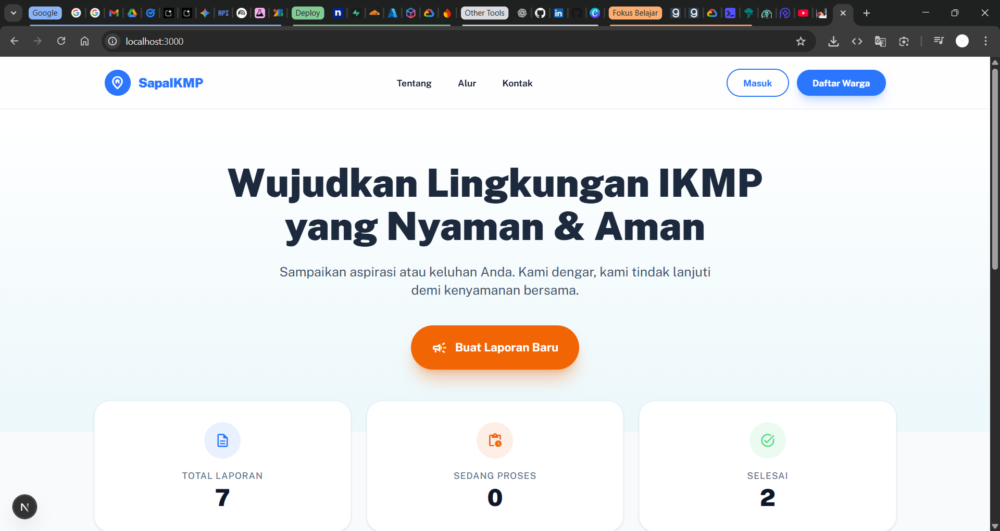 Google
API
Deploy
Other Tools
Fokus Belajar
localhost:3000
SapaIKMP
Tentang
Alur
Kontak
Masuk
Daftar Warga
Wujudkan Lingkungan IKMP
yang Nyaman & Aman
Sampaikan aspirasi atau keluhan Anda. Kami dengar, kami tindak lanjuti
demi kenyamanan bersama.
Buat Laporan Baru
TOTAL LAPORAN
7
SEDANG PROSES
0
SELESAI
2
N